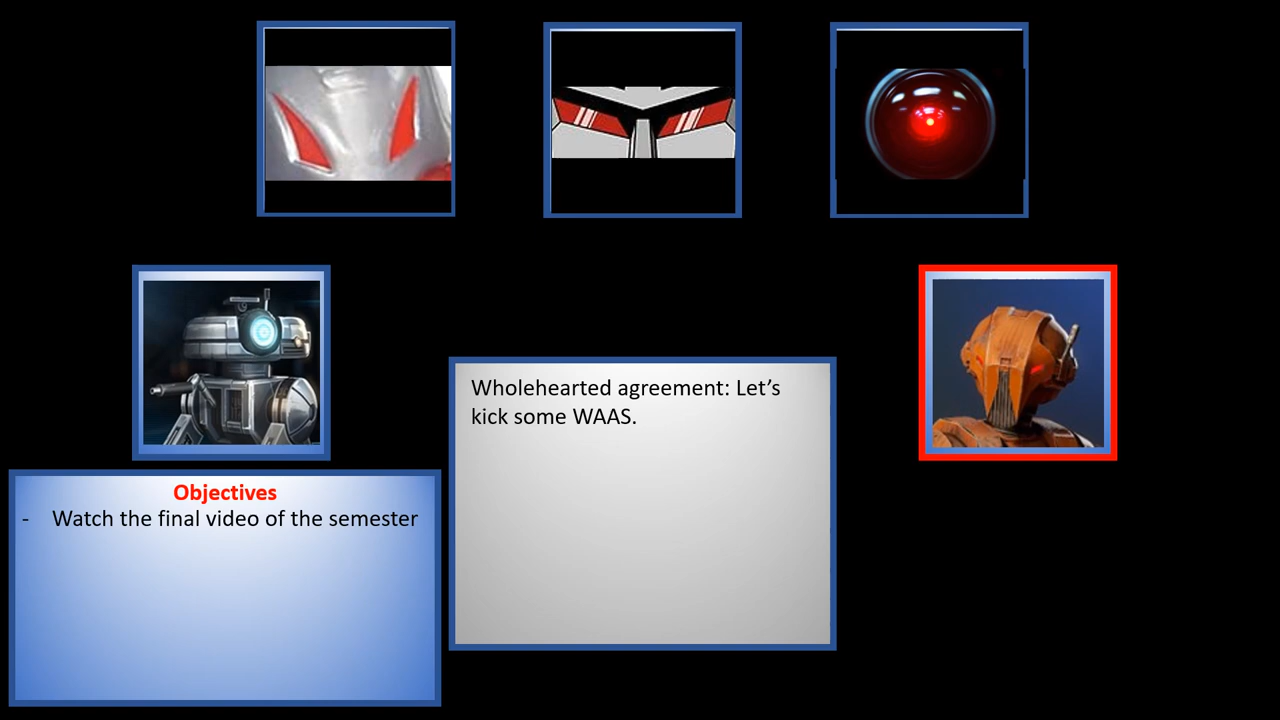 Wholehearted agreement: Let's
kick some WAAS.
Objectives
- Watch the final video of the semester